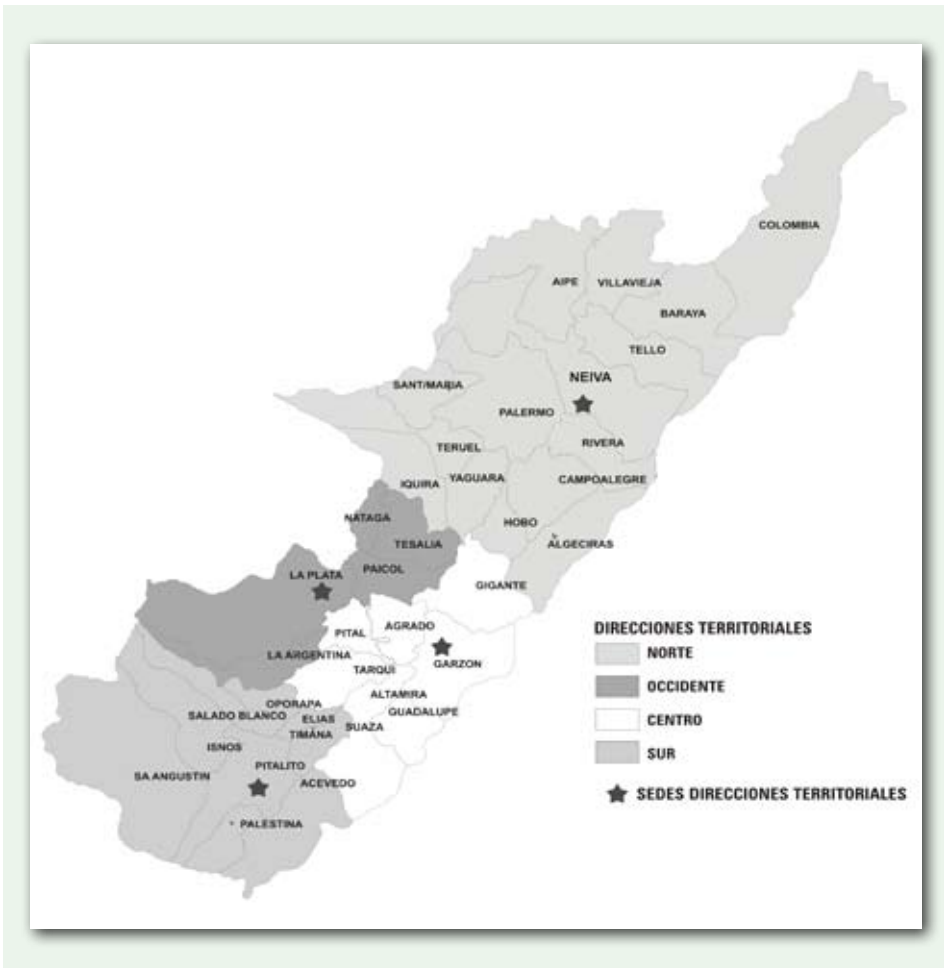 COLOMBIA
AIPE
VILLAVIEJA
BARAYA
TELLO
NEIVA
SANT/MARIA
PALERMO
RIVERA
TERUEL
YAGUARA
CAMPOALEGRE
IQUIRA
NATAGA
HOBO
ALGECIRAS
TESALIA
PAICOL
LA PLATA
GIGANTE
AGRADO
PITAL
LA ARGENTINA
GARZON
TARQUI
ALTAMIRA
GUADALUPE
OPORAPA
SALADO BLANCO
ELIAS
SUAZA
TIMANA
ISNOS
PITALITO
SA ANGUSTIN
ACEVEDO
PALESTINA
DIRECCIONES TERRITORIALES
NORTE
OCCIDENTE
CENTRO
SUR
SEDES DIRECCIONES TERRITORIALES